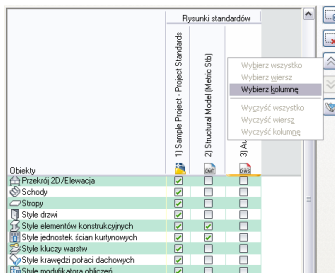 Rysunki standardów
1) Sample Project - Project Standards
2) Structural Model (Metric Stb)
Wybierz wszystko
Wybierz wiersz
Wybierz kolumnę
Wyczyść wszystko
Wyczyść wiersz
Wyczyść kolumnę
Obiekty
Przekrój 2D/Elewacja
Schody
Stropy
Style drzwi
Style elementów konstrukcyjnych
Style jednostek ścian kurtynowych
Style kluczy warstw
Style krawędzi połaci dachowych
Style modyfikatora obliczeń